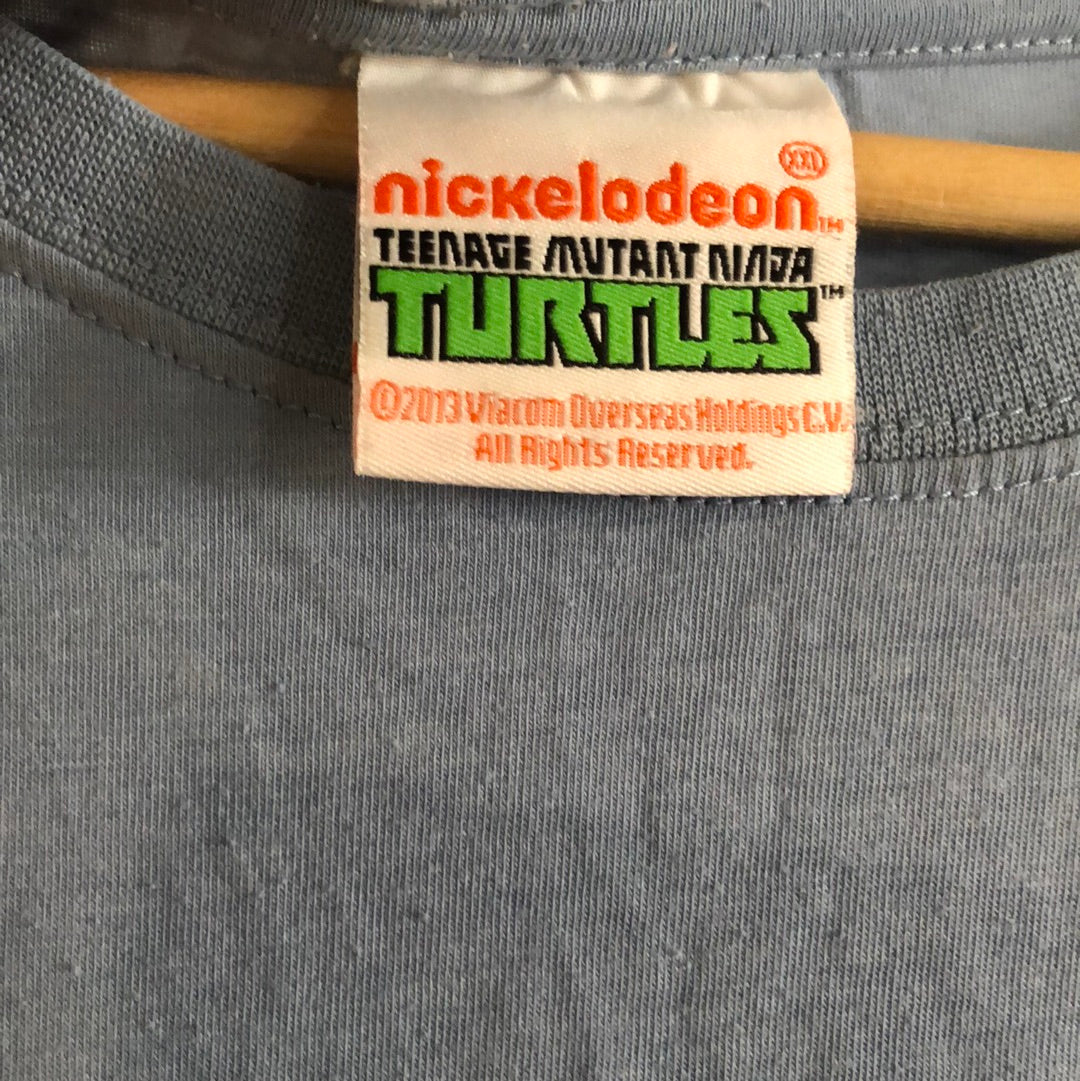 XXL
nickelodeon™
TEENAGE MUTANT NINJA
TURTLES™
©2013 Viacom Overseas Holdings C.V.
All Rights Reserved.